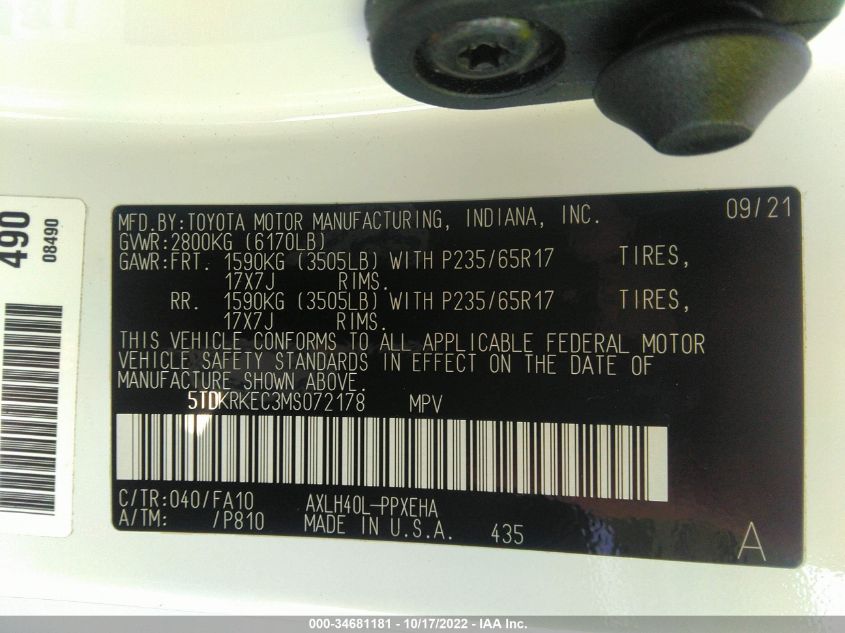 490
08490
MFD.BY:TOYOTA MOTOR MANUFACTURING, INDIANA, INC. 09/21
GVWR:2800KG (6170LB)
GAWR:FRT. 1590KG (3505LB) WITH P235/65R17 TIRES,
17X7J RIMS.
RR. 1590KG (3505LB) WITH P235/65R17 TIRES,
17X7J RIMS.
THIS VEHICLE CONFORMS TO ALL APPLICABLE FEDERAL MOTOR
VEHICLE SAFETY STANDARDS IN EFFECT ON THE DATE OF
MANUFACTURE SHOWN ABOVE.
5TDKRKEC3MS072178 MPV
C/TR:040/FA10 AXLH40L-PPXEHA
A/TM: /P810 MADE IN U.S.A. 435 A
000-34681181 - 10/17/2022 - IAA Inc.